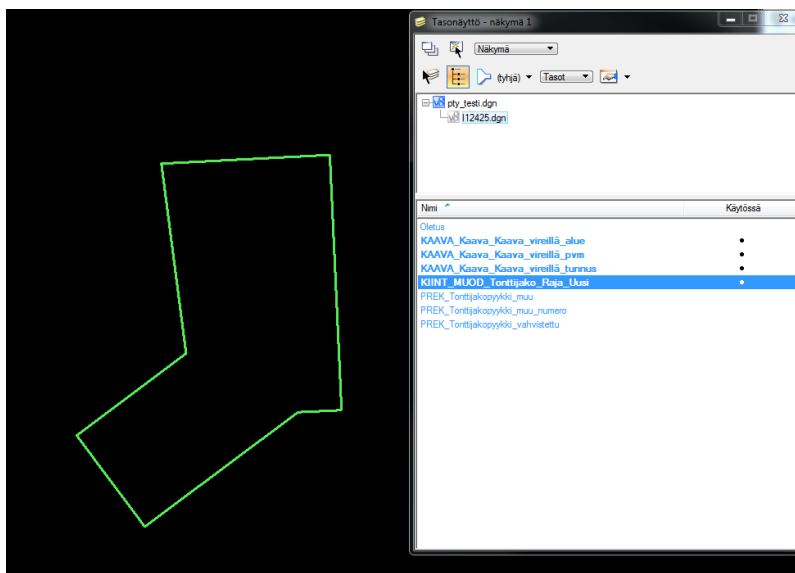 Tasonäyttö - näkymä 1
Näkymä
(tyhjä) Tasot
pty_testi.dgn
I12425.dgn
Nimi Käytössä
Oletus
KAAVA_Kaava_Kaava_vireillä_alue
KAAVA_Kaava_Kaava_vireillä_pvm
KAAVA_Kaava_Kaava_vireillä_tunnus
KIINT_MUOD_Tonttijako_Raja_Uusi
PREK_Tonttijakopyykki_muu
PREK_Tonttijakopyykki_muu_numero
PREK_Tonttijakopyykki_vahvistettu